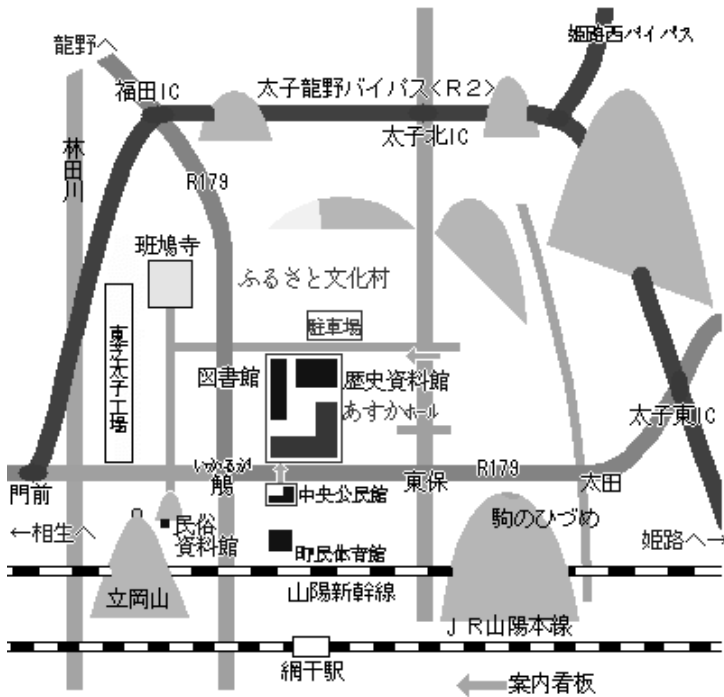 姫路西バイパス
龍野へ
福田IC
太子龍野バイパス<R2>
太子北IC
林田川
R179
班鳩寺
ふるさと文化村
駐車場
東芝太子工場
図書館
歴史資料館
あすかホール
太子東IC
いかるが
鵤
門前
中央公民館
東保
R179
太田
駒のひづめ
←相生へ
民俗
資料館
町民体育館
姫路へ→
立岡山
山陽新幹線
JR山陽本線
網干駅
案内看板